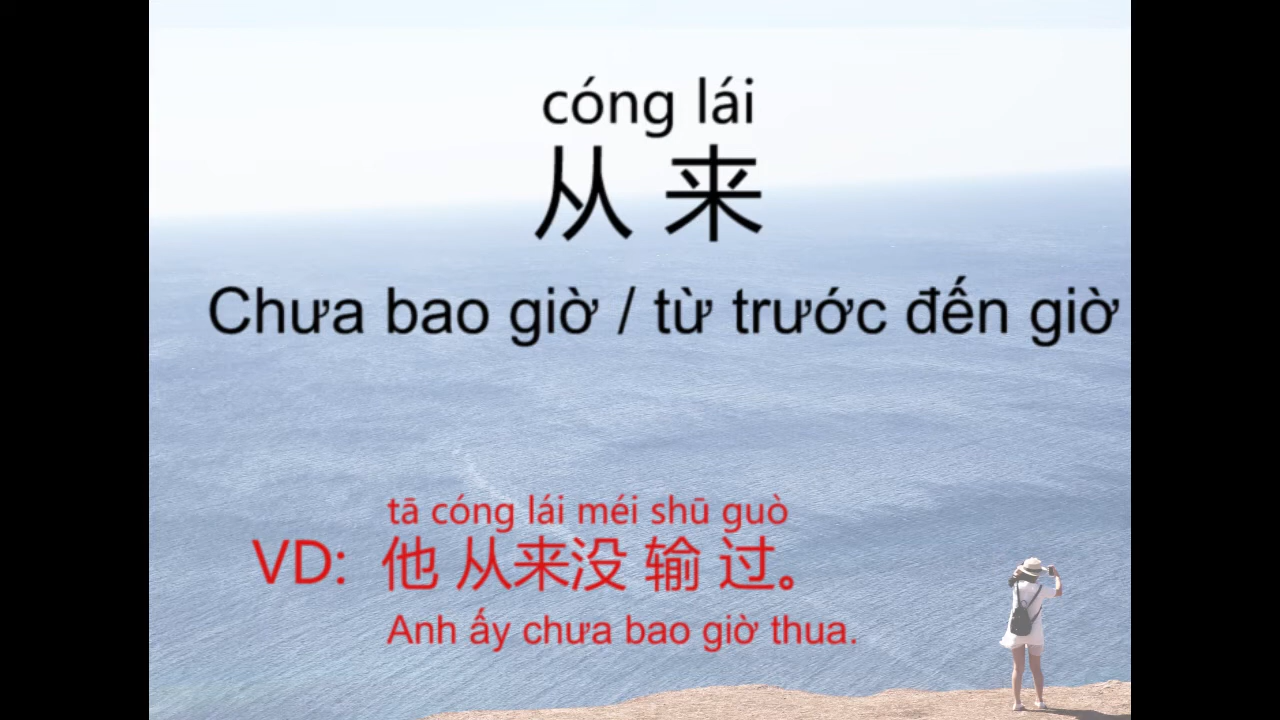 cóng lái
从 来
Chưa bao giờ / từ trước đến giờ
tā cóng lái méi shū guò
VD: 他 从来没 输 过。
Anh ấy chưa bao giờ thua.